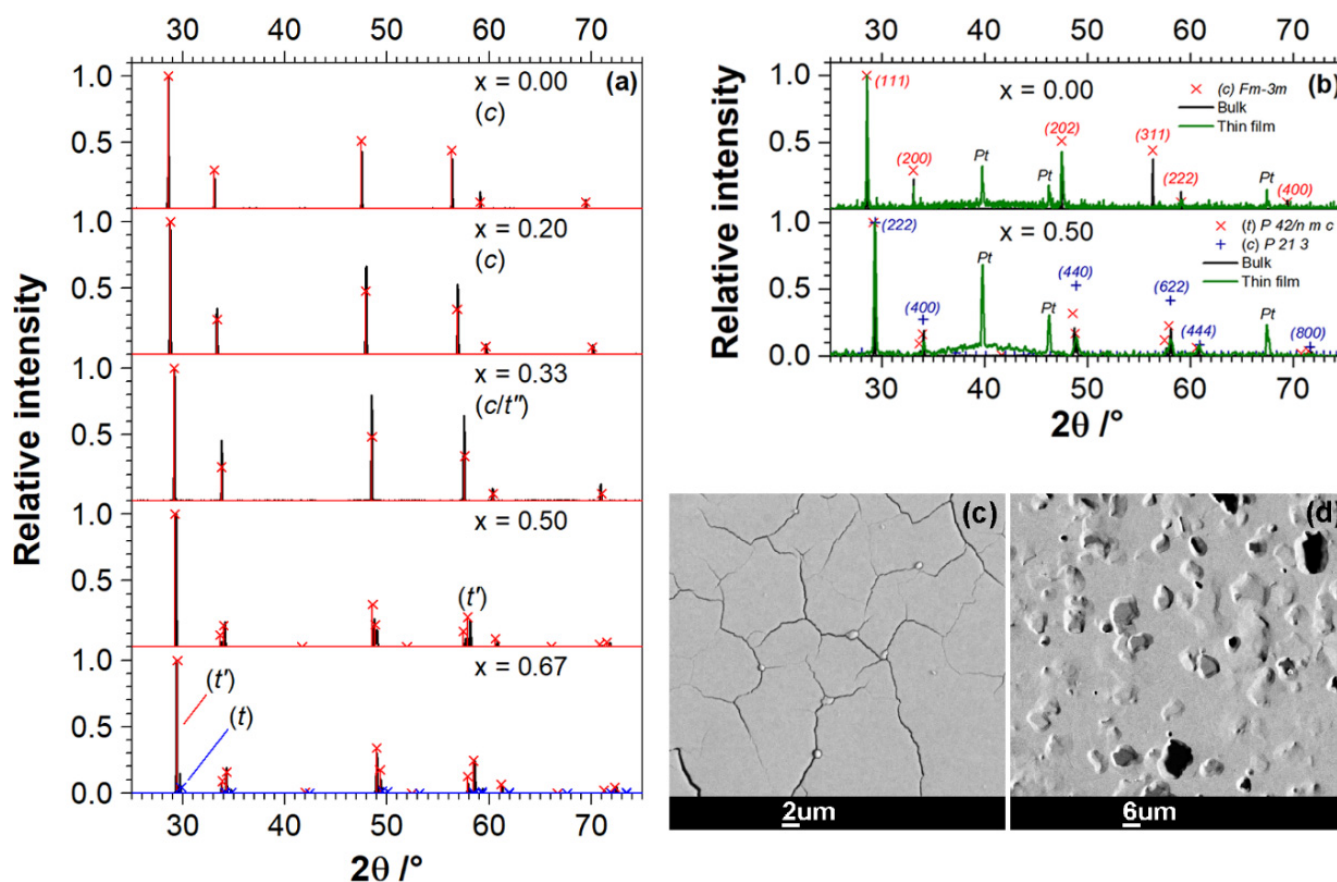 30 40 50 60 70
1.0 x = 0.00 (a)
(c)
0.5
1.0 x = 0.20
(c)
0.5
1.0 x = 0.33
(c/t")
0.5
1.0 x = 0.50
0.5 (t')
1.0 x = 0.67
(t')
0.5 (t)
0.0
30 40 50 60 70
2θ /°
Relative intensity
30 40 50 60 70
1.0 (111) x = 0.00 (c) Fm-3m (b)
Bulk
Thin film
0.5 (200) Pt Pt (202) (311) (222) Pt (400)
1.0 (222) x = 0.50 (t) P 42/n m c
(c) P 21 3
Bulk
Thin film
0.5 (400) Pt Pt (440) (622) (444) Pt (800)
0.0
30 40 50 60 70
2θ /°
Relative intensity
(c)
2um
(d)
6um